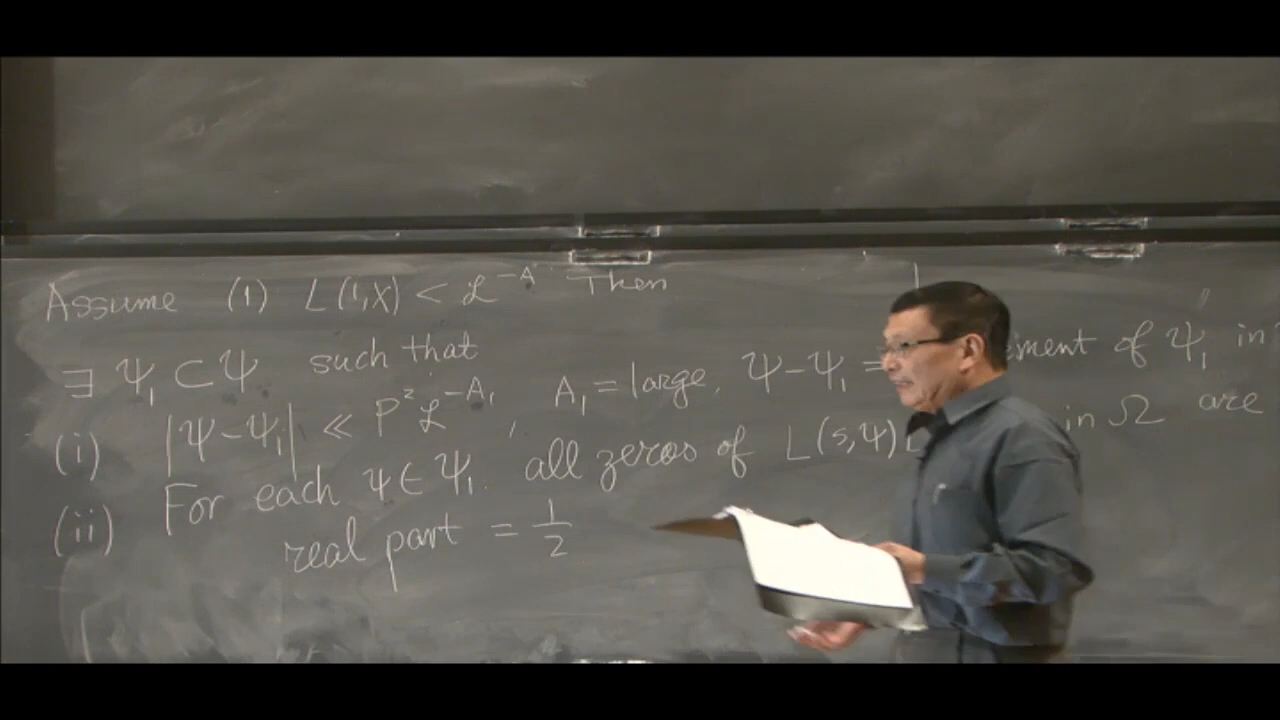 Assume (1) L(1,χ) < ℒ^{-A} Then
∃ Ψ₁ ⊂ Ψ such that
(i) |Ψ-Ψ₁| ≪ P² ℒ^{-A₁}, A₁ = large, Ψ-Ψ₁ = ement of Ψ₁ in
(ii) For each ψ ∈ Ψ₁, all zeros of L(s,ψ)L in Ω are
real part = 1/2